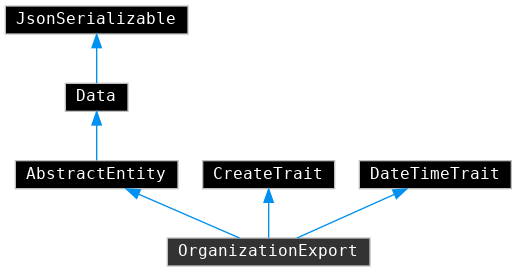 JsonSerializable
Data
AbstractEntity
CreateTrait
DateTimeTrait
OrganizationExport